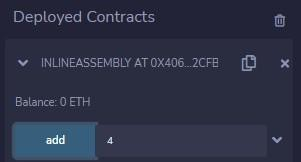 Deployed Contracts
INLINEASSEMBLY AT 0X406...2CFB
Balance: 0 ETH
add 4